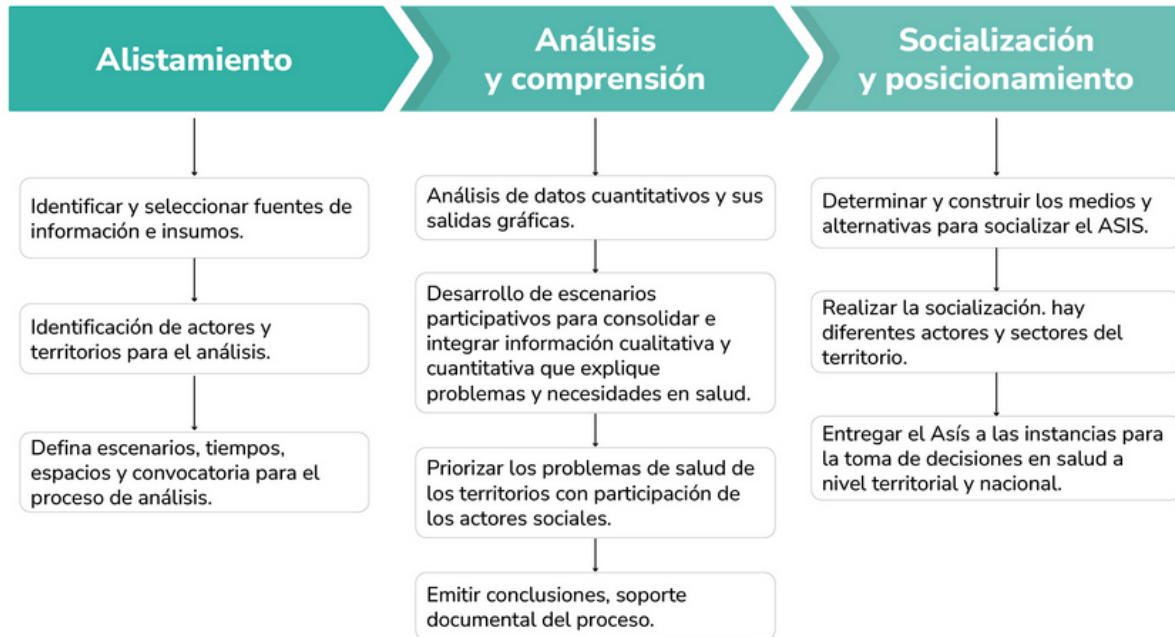 Alistamiento
Identificar y seleccionar fuentes de
información e insumos.
Identificación de actores y
territorios para el análisis.
Defina escenarios, tiempos,
espacios y convocatoria para el
proceso de análisis.
Análisis
y comprensión
Análisis de datos cuantitativos y sus
salidas gráficas.
Desarrollo de escenarios
participativos para consolidar e
integrar información cualitativa y
cuantitativa que explique
problemas y necesidades en salud.
Priorizar los problemas de salud de
los territorios con participación de
los actores sociales.
Emitir conclusiones, soporte
documental del proceso.
Socialización
y posicionamiento
Determinar y construir los medios y
alternativas para socializar el ASIS.
Realizar la socialización. hay
diferentes actores y sectores del
territorio.
Entregar el Asís a las instancias para
la toma de decisiones en salud a
nivel territorial y nacional.